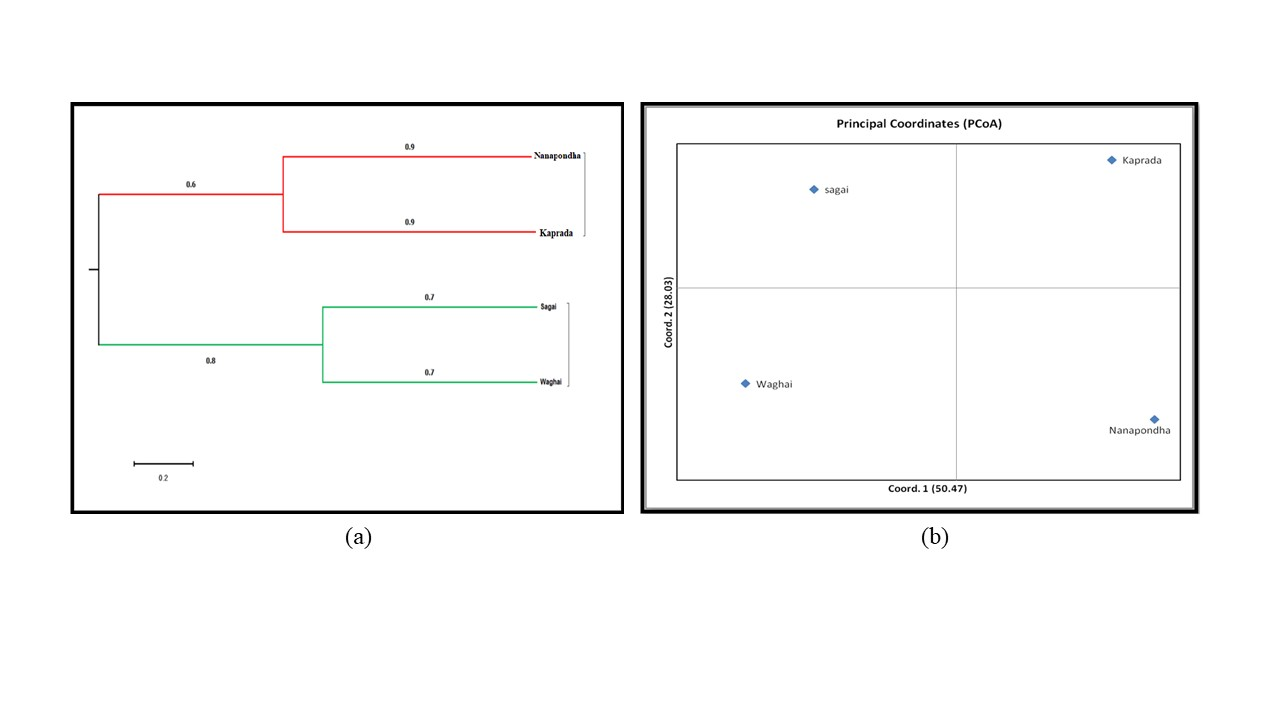 0.9
Nanapondha
0.6
0.9
Kaprada
0.7
Sagai
0.8
0.7
Waghai
0.2
(a)
Principal Coordinates (PCoA)
Kaprada
sagai
Coord. 2 (28.03)
Waghai
Nanapondha
Coord. 1 (50.47)
(b)